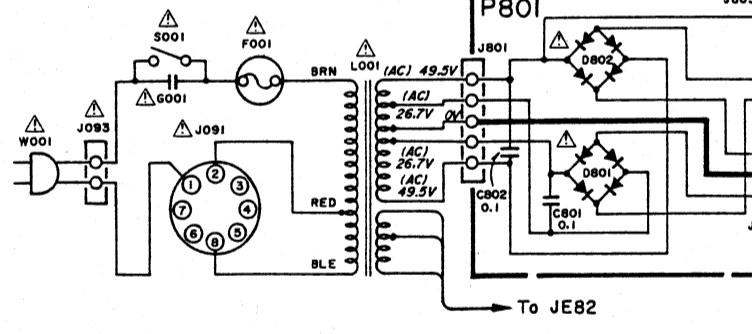 P801
S001
F001
L001
J801
(AC) 49.5V
BRN
D802
G001
(AC)
26.7V
0V
J093
J091
W001
1
2
3
4
5
6
7
8
(AC)
26.7V
(AC)
49.5V
RED
C802
0.1
D801
C801
0.1
BLE
To JE82